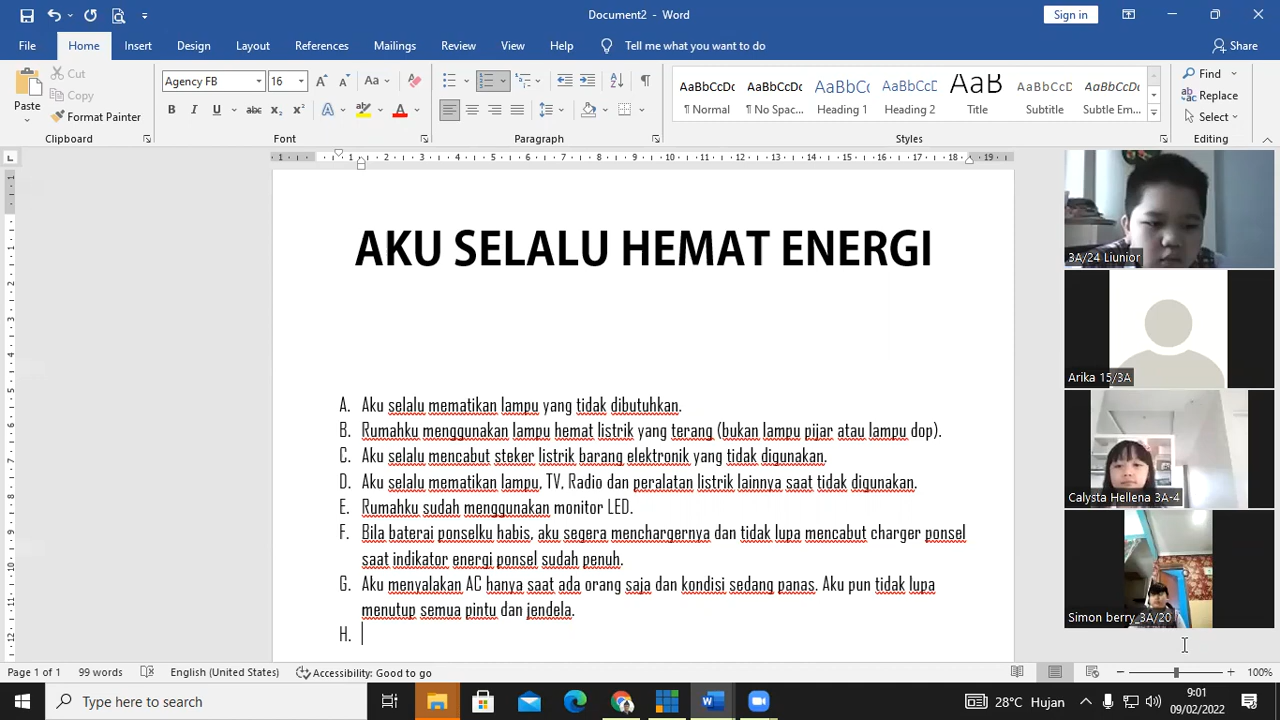 Document2 - Word
Sign in
File
Home
Insert
Design
Layout
References
Mailings
Review
View
Help
Tell me what you want to do
Share
Paste
Cut
Copy
Format Painter
Clipboard
Agency FB
16
Font
Paragraph
AaBbCcDc
¶ Normal
AaBbCcDc
¶ No Spac...
AaBbCc
Heading 1
AaBbCcD
Heading 2
AaB
Title
AaBbCcD
Subtitle
AaBbCcDc
Subtle Em...
Styles
Find
Replace
Select
Editing
AKU SELALU HEMAT ENERGI
A. Aku selalu mematikan lampu yang tidak dibutuhkan.
B. Rumahku menggunakan lampu hemat listrik yang terang (bukan lampu pijar atau lampu dop).
C. Aku selalu mencabut steker listrik barang elektronik yang tidak digunakan.
D. Aku selalu mematikan lampu, TV, Radio dan peralatan listrik lainnya saat tidak digunakan.
E. Rumahku sudah menggunakan monitor LED.
F. Bila baterai ponselku habis, aku segera menchargernya dan tidak lupa mencabut charger ponsel
saat indikator energi ponsel sudah penuh.
G. Aku menyalakan AC hanya saat ada orang saja dan kondisi sedang panas. Aku pun tidak lupa
menutup semua pintu dan jendela.
H.
3A/24 Liunior
Arika 15/3A
Calysta Hellena 3A-4
Simon berry_3A/20
Page 1 of 1
99 words
English (United States)
Accessibility: Good to go
100%
Type here to search
28°C Hujan
9:01
09/02/2022